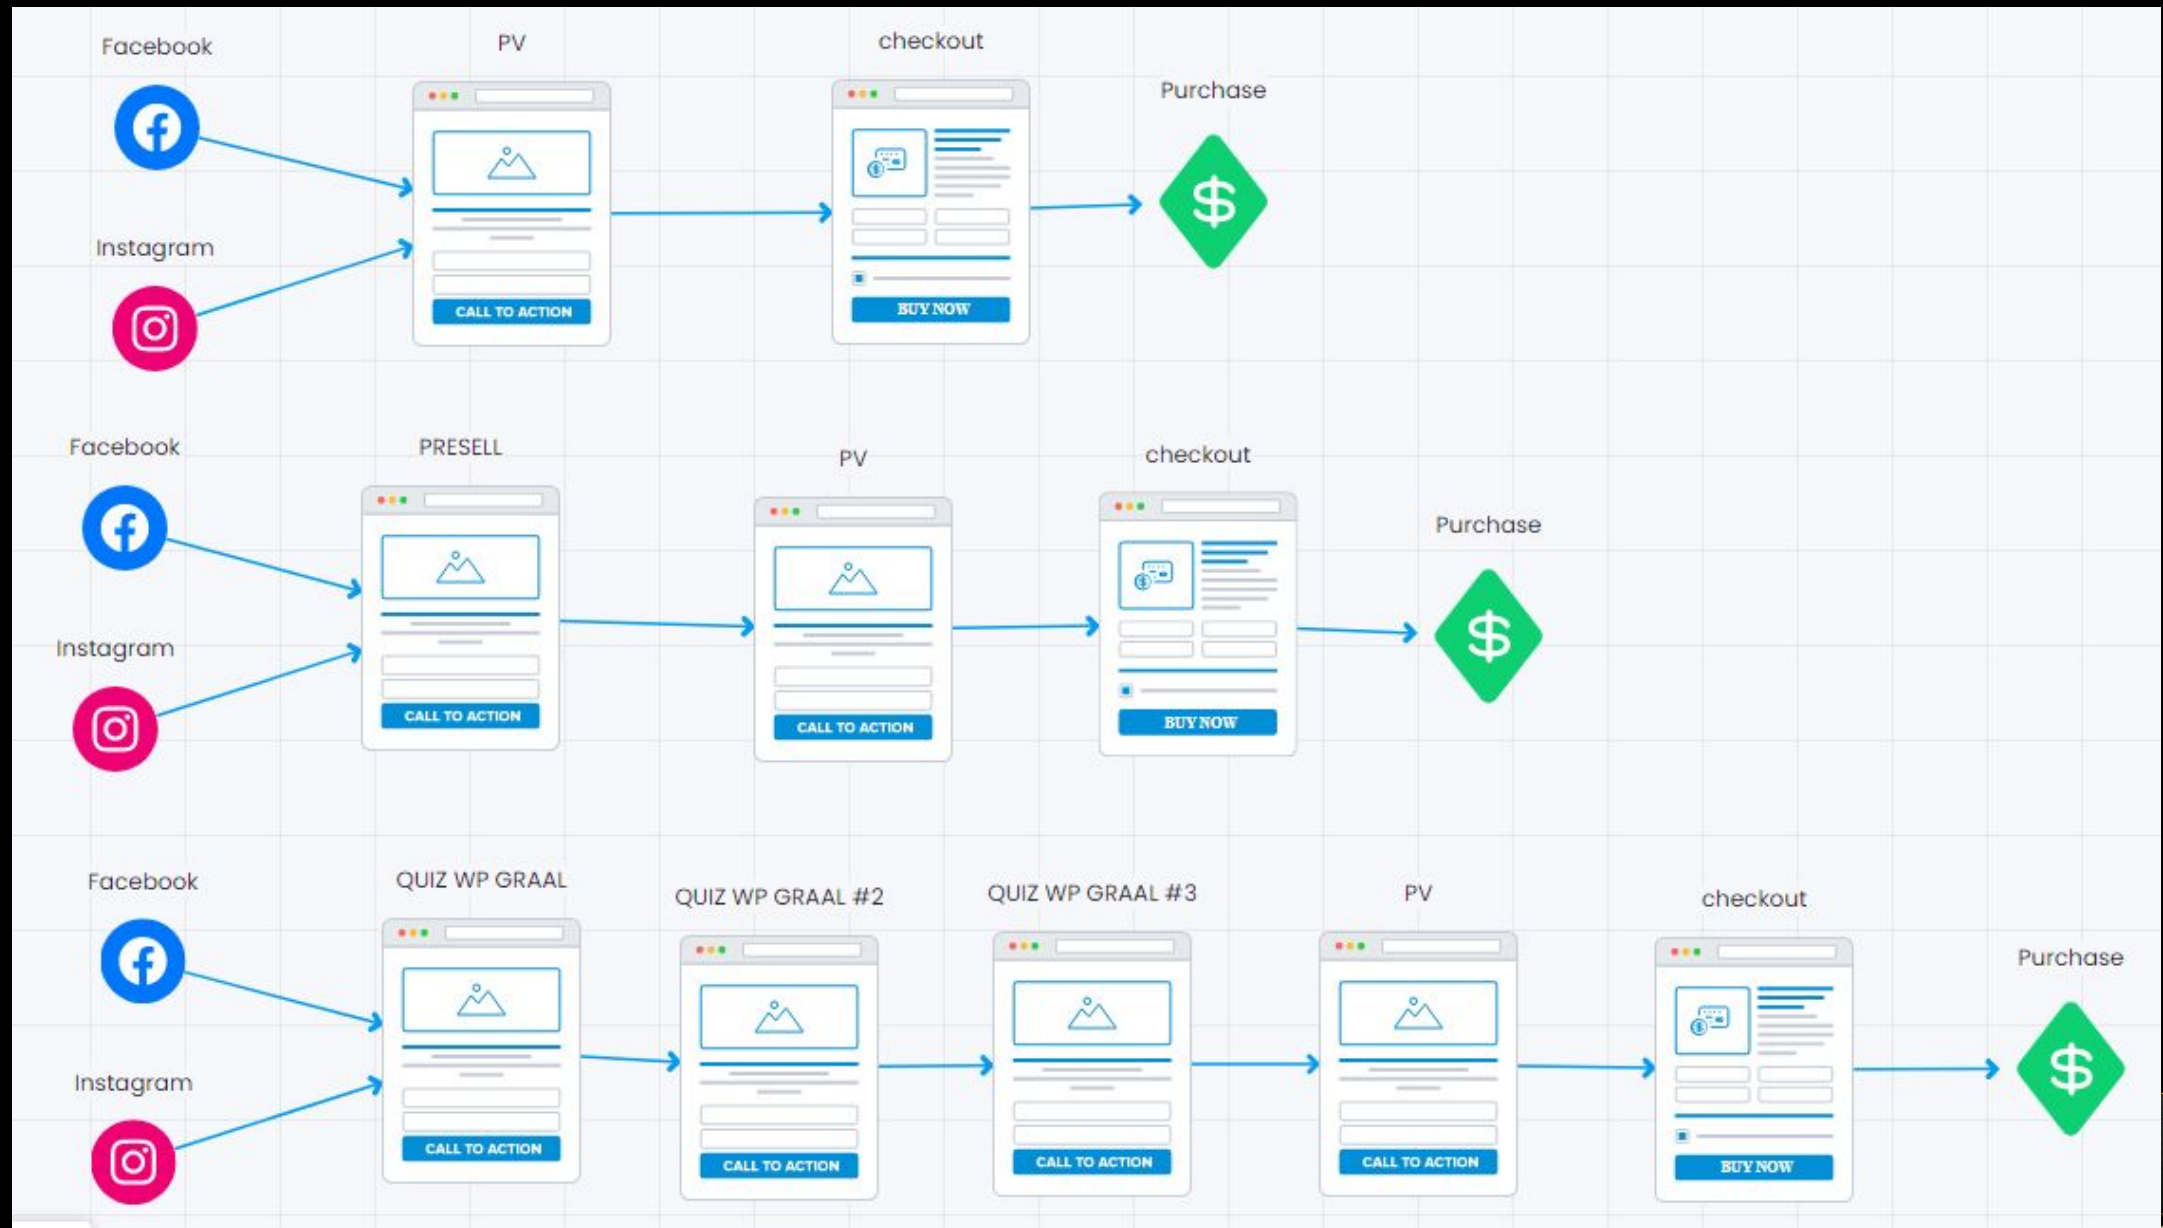 Facebook
PV
checkout
Purchase
Instagram
CALL TO ACTION
BUY NOW
Facebook
PRESELL
PV
checkout
Purchase
Instagram
CALL TO ACTION
CALL TO ACTION
BUY NOW
Facebook
QUIZ WP GRAAL
QUIZ WP GRAAL #2
QUIZ WP GRAAL #3
PV
checkout
Purchase
Instagram
CALL TO ACTION
CALL TO ACTION
CALL TO ACTION
CALL TO ACTION
BUY NOW